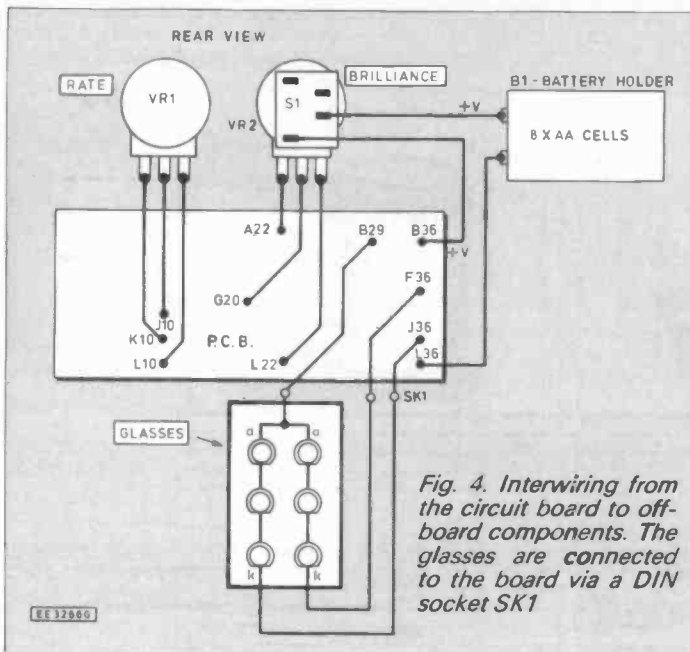 REAR VIEW
RATE
VR1
S1
VR2
BRILLIANCE
B1-BATTERY HOLDER
+V
8 X AA CELLS
A22
B29
B36
+V
G20
F36
J10
K10
P.C.B.
J36
L10
L22
L36
SK1
GLASSES
a
a
k
k
Fig. 4. Interwiring from
the circuit board to off-
board components. The
glasses are connected
to the board via a DIN
socket SK1
EE3286G